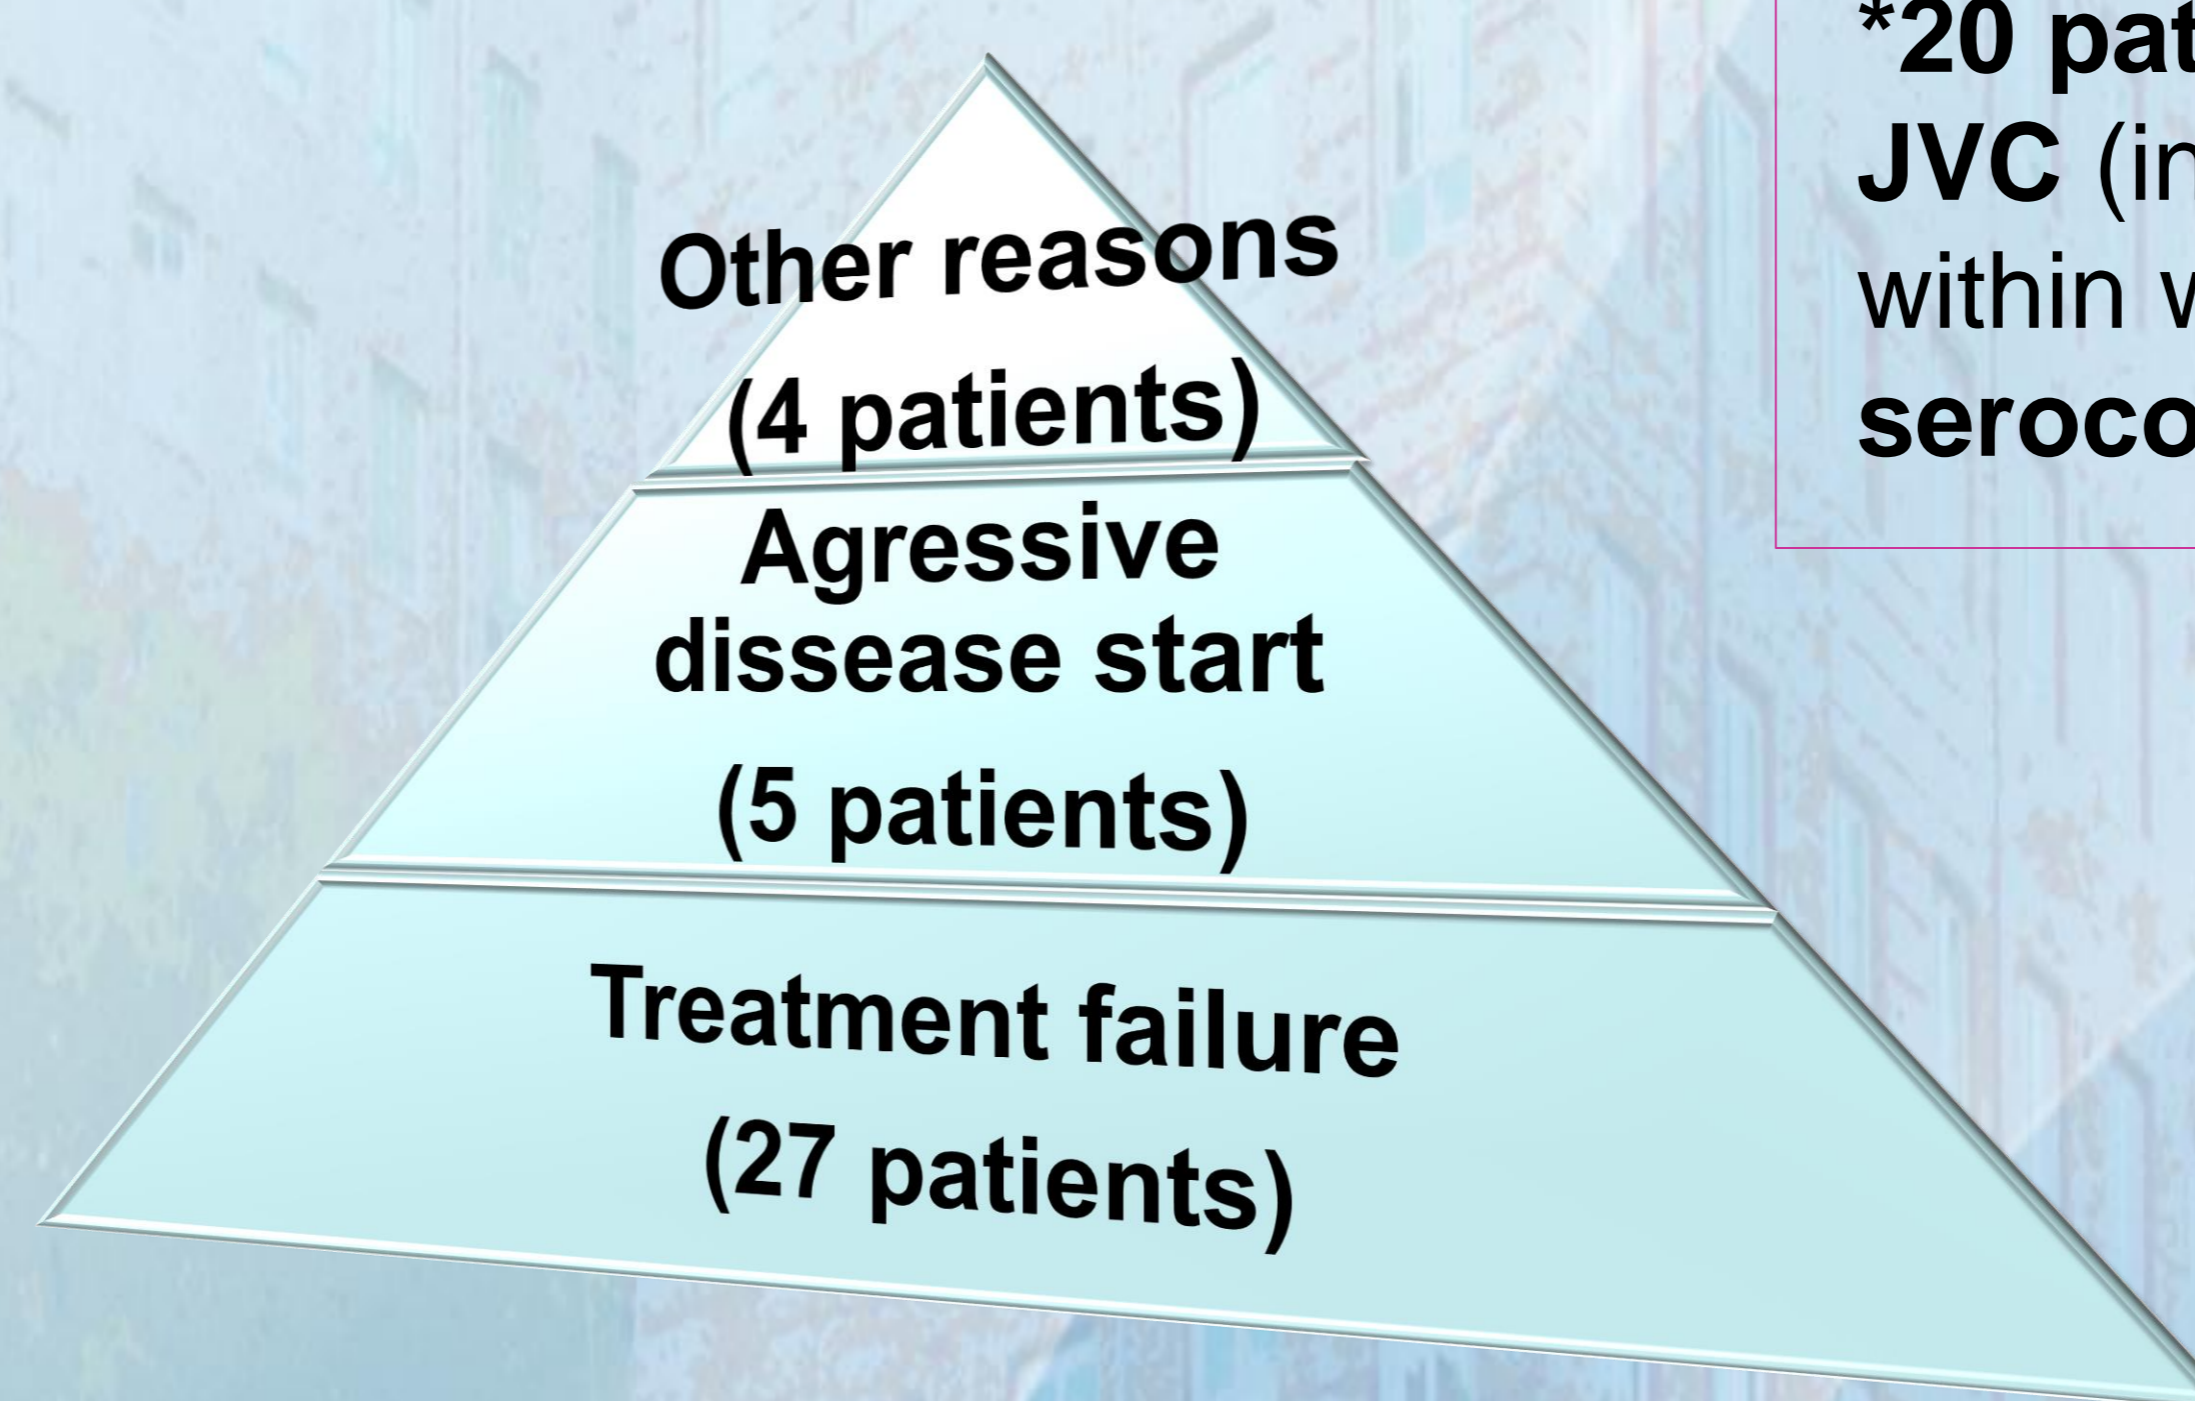 Other reasons
(4 patients)
Agressive
dissease start
(5 patients)
Treatment failure
(27 patients)
*20 pat
JVC (in
within
seroco